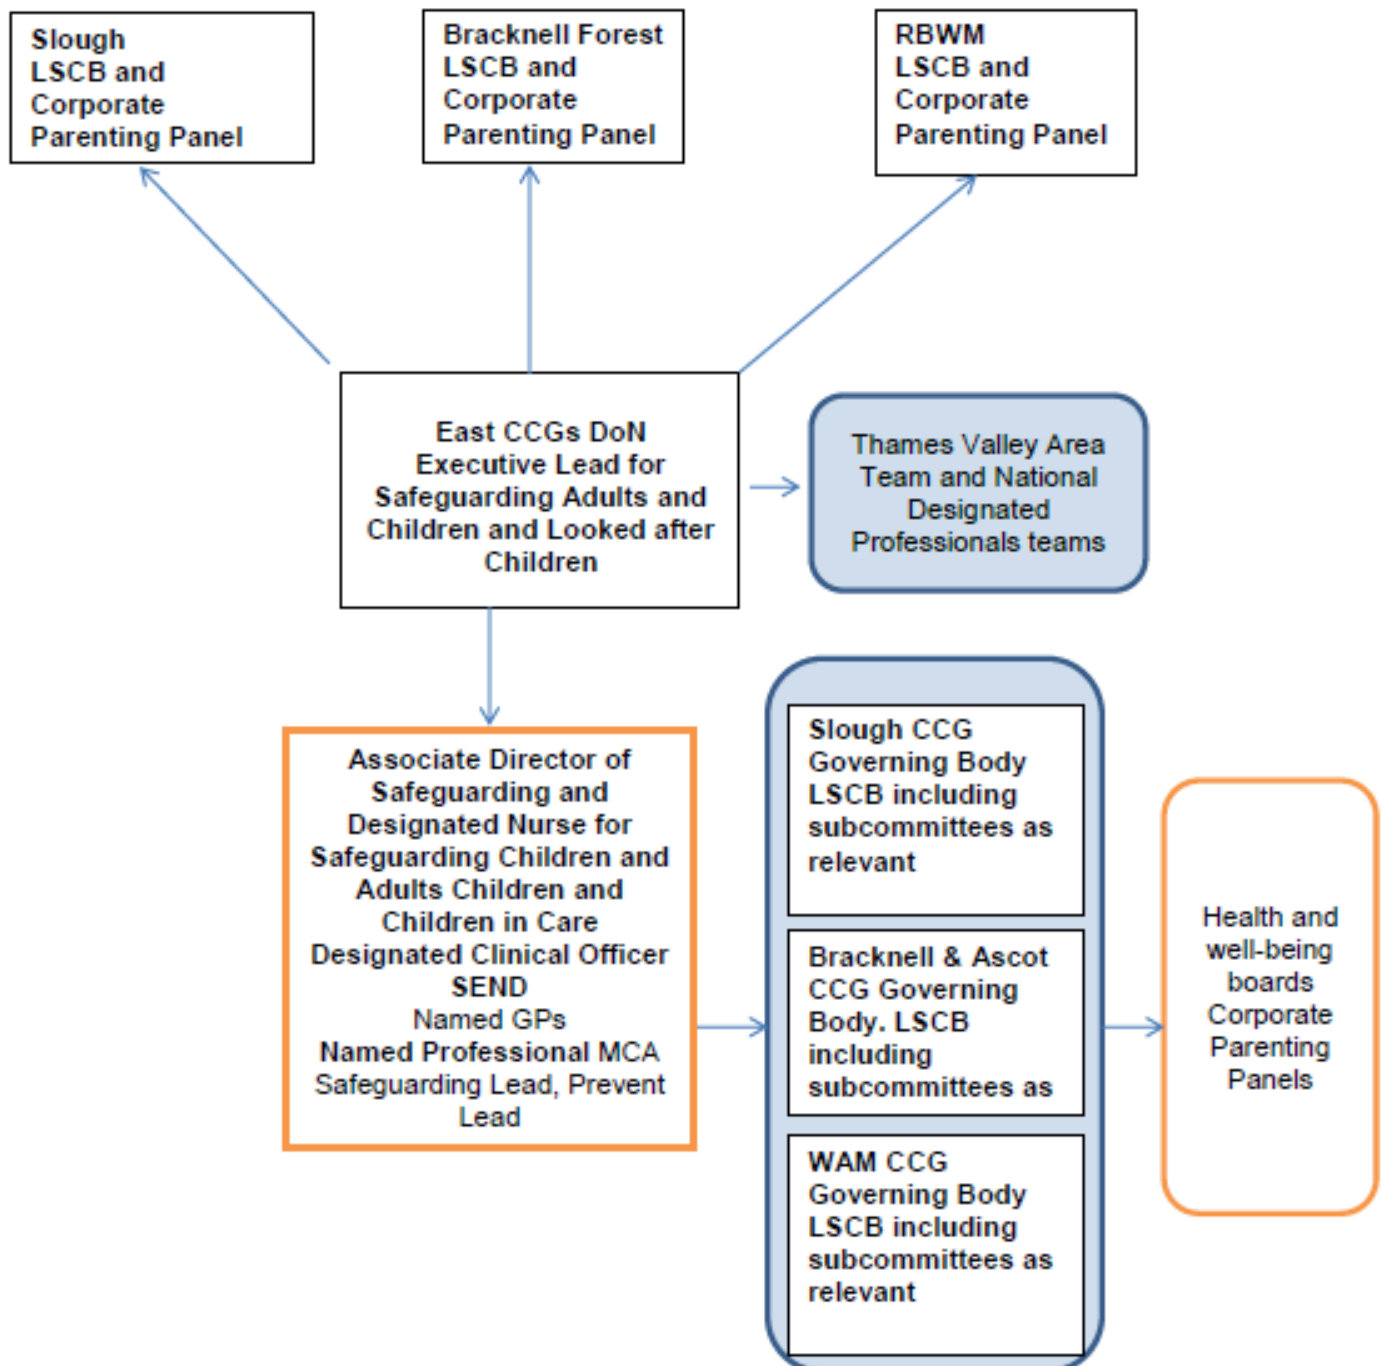 Slough
LSCB and
Corporate
Parenting Panel
Bracknell Forest
LSCB and
Corporate
Parenting Panel
RBWM
LSCB and
Corporate
Parenting Panel
East CCGs DoN
Executive Lead for
Safeguarding Adults and
Children and Looked after
Children
Thames Valley Area
Team and National
Designated
Professionals teams
Associate Director of
Safeguarding and
Designated Nurse for
Safeguarding Children and
Adults Children and
Children in Care
Designated Clinical Officer
SEND
Named GPs
Named Professional MCA
Safeguarding Lead, Prevent
Lead
Slough CCG
Governing Body
LSCB including
subcommittees as
relevant
Bracknell & Ascot
CCG Governing
Body. LSCB
including
subcommittees as
WAM CCG
Governing Body
LSCB including
subcommittees as
relevant
Health and
well-being
boards
Corporate
Parenting
Panels